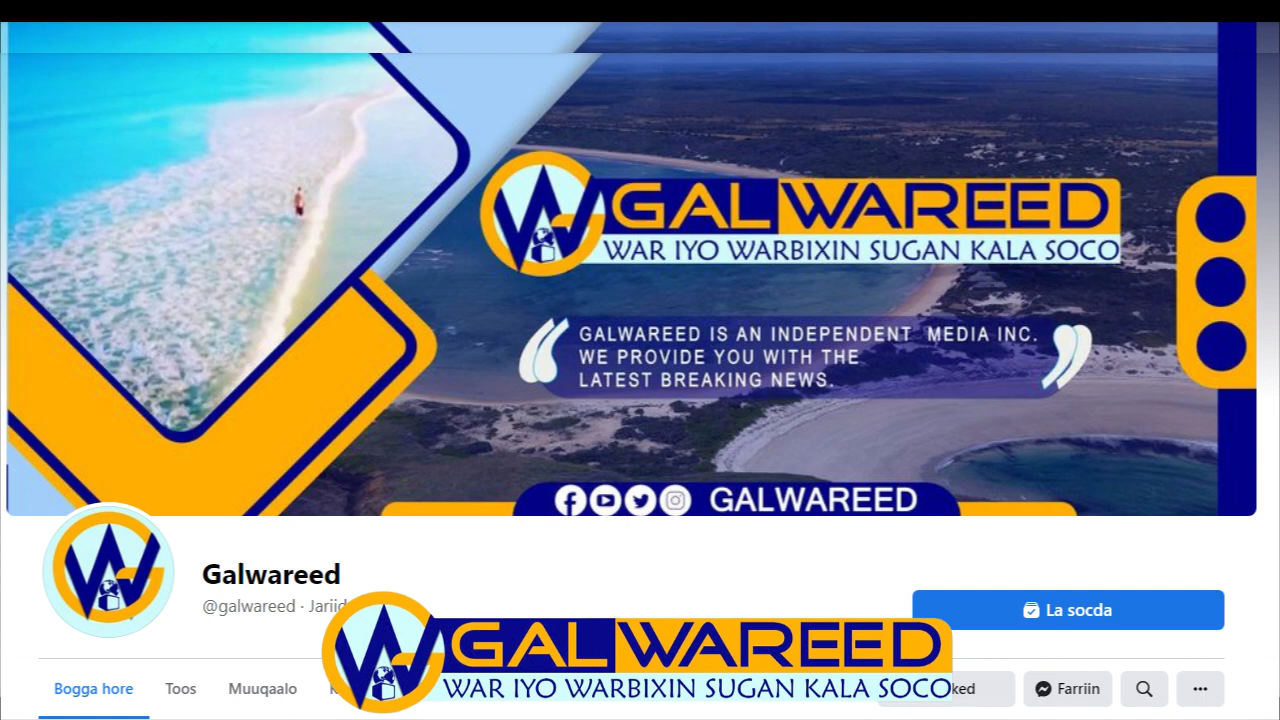 GALWAREED
WAR IYO WARBIXIN SUGAN KALA SOCO
GALWAREED IS AN INDEPENDENT MEDIA INC.
WE PROVIDE YOU WITH THE
LATEST BREAKING NEWS.
GALWAREED
Galwareed
@galwareed · Jariid
La socda
GALWAREED
WAR IYO WARBIXIN SUGAN KALA SOCO
Bogga hore Toos Muuqaalo
Farriin